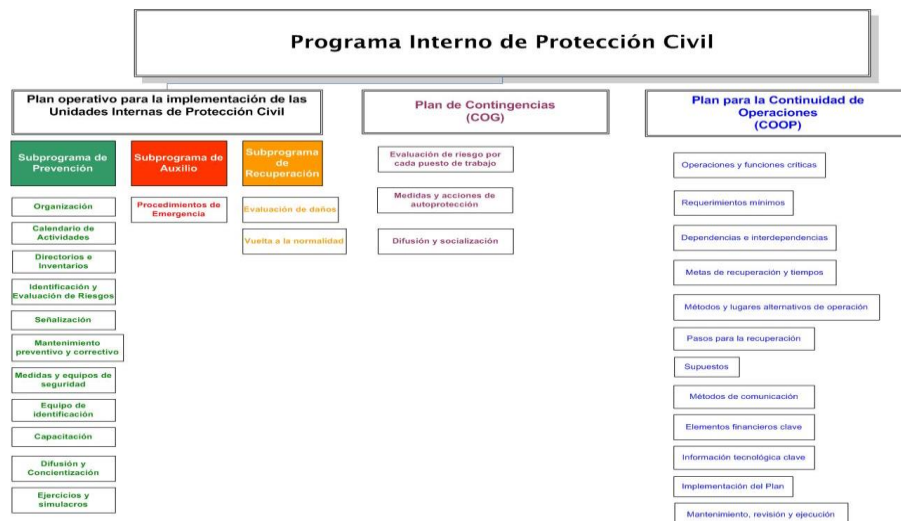 Programa Interno de Protección Civil
Plan operativo para la implementación de las
Unidades Internas de Protección Civil
Subprograma de
Prevención
Organización
Calendario de
Actividades
Directorios e
Inventarios
Identificación y
Evaluación de Riesgos
Señalización
Mantenimiento
preventivo y correctivo
Medidas y equipos de
seguridad
Equipo de
identificación
Capacitación
Difusión y
Concientización
Ejercicios y
simulacros
Subprograma de
Auxilio
Procedimientos de
Emergencia
Subprograma
de
Recuperación
Evaluación de daños
Vuelta a la normalidad
Plan de Contingencias
(COG)
Evaluación de riesgo por
cada puesto de trabajo
Medidas y acciones de
autoprotección
Difusión y socialización
Plan para la Continuidad de
Operaciones
(COOP)
Operaciones y funciones críticas
Requerimientos mínimos
Dependencias e interdependencias
Metas de recuperación y tiempos
Métodos y lugares alternativos de operación
Pasos para la recuperación
Supuestos
Métodos de comunicación
Elementos financieros clave
Información tecnológica clave
Implementación del Plan
Mantenimiento, revisión y ejecución